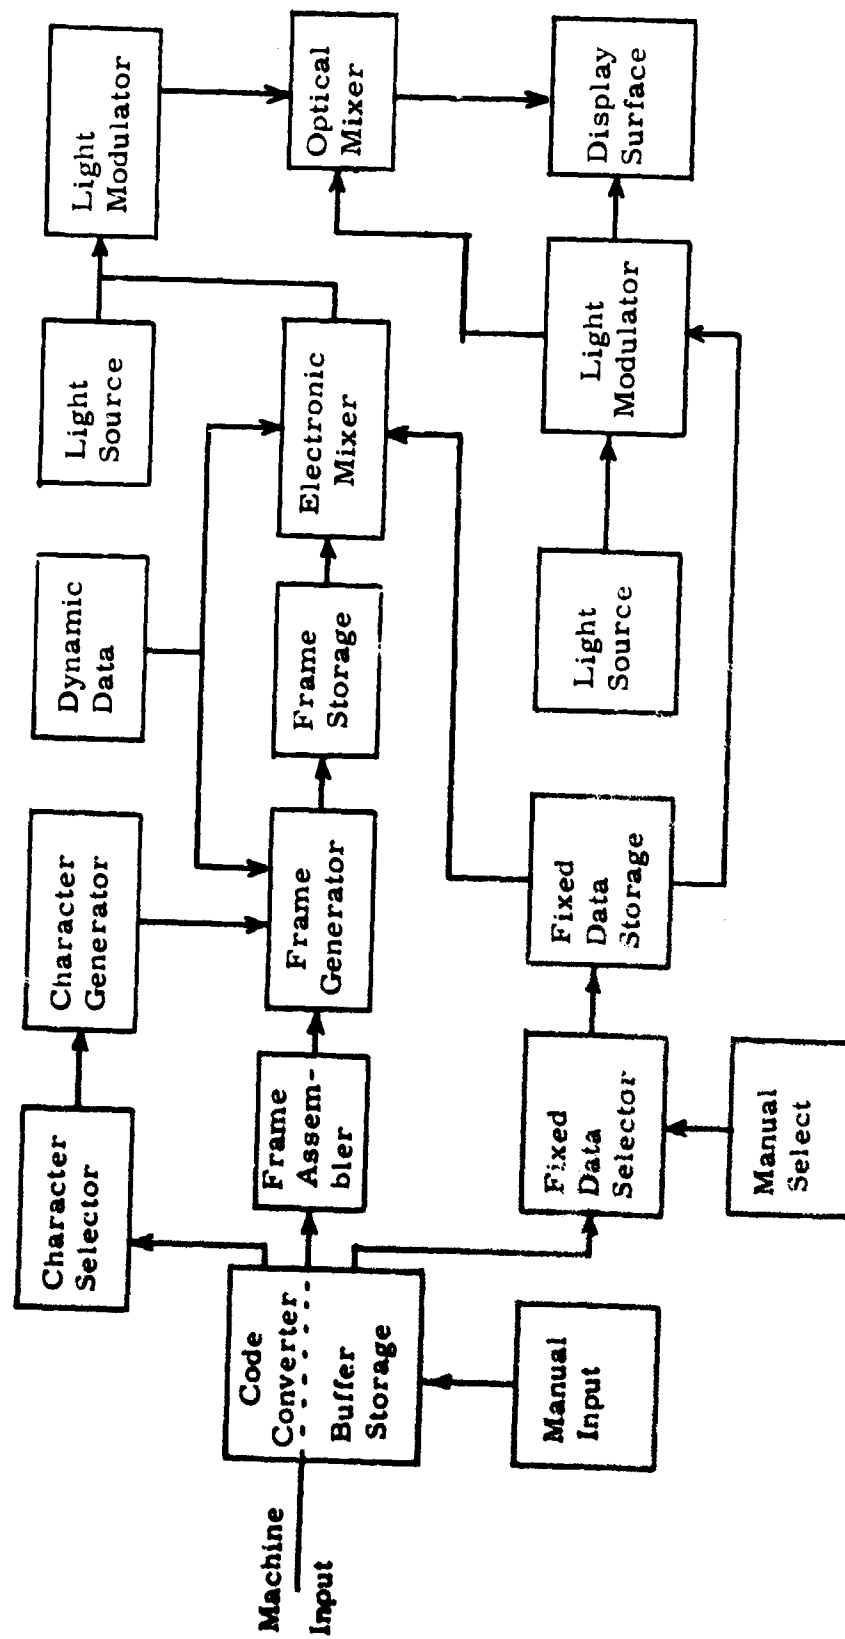 Machine
Input
Code
Converter
Buffer
Storage
Manual
Input
Character
Selector
Frame
Assem-
bler
Fixed
Data
Selector
Manual
Select
Character
Generator
Frame
Generator
Fixed
Data
Storage
Dynamic
Data
Frame
Storage
Light
Source
Light
Source
Electronic
Mixer
Light
Modulator
Light
Modulator
Optical
Mixer
Display
Surface